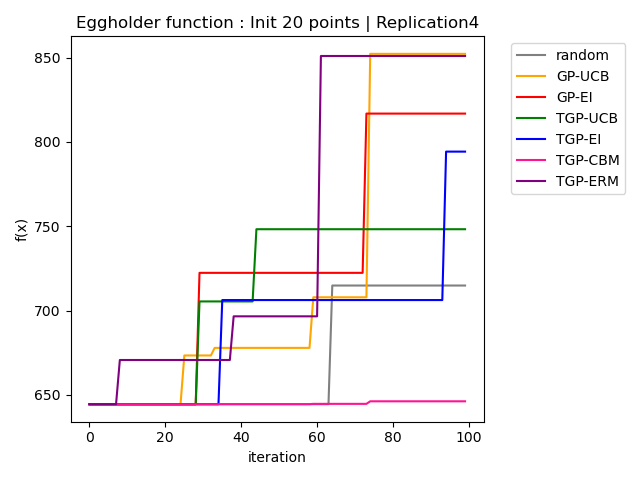 Eggholder function : Init 20 points | Replication4
f(x)
850
800
750
700
650
0 20 40 60 80 100
iteration
random
GP-UCB
GP-EI
TGP-UCB
TGP-EI
TGP-CBM
TGP-ERM